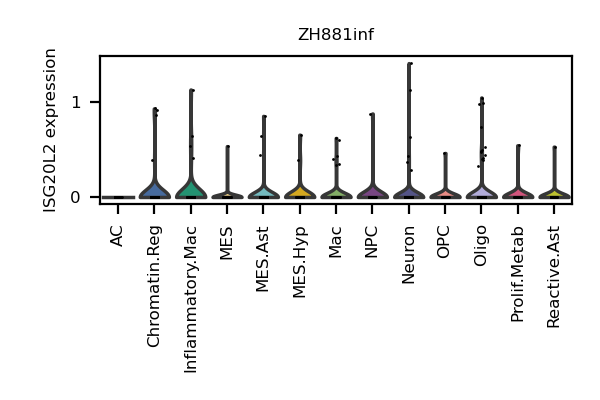 ZH881inf
ISG20L2 expression
1
0
AC
Chromatin.Reg
Inflammatory.Mac
MES
MES.Ast
MES.Hyp
Mac
NPC
Neuron
OPC
Oligo
Prolif.Metab
Reactive.Ast